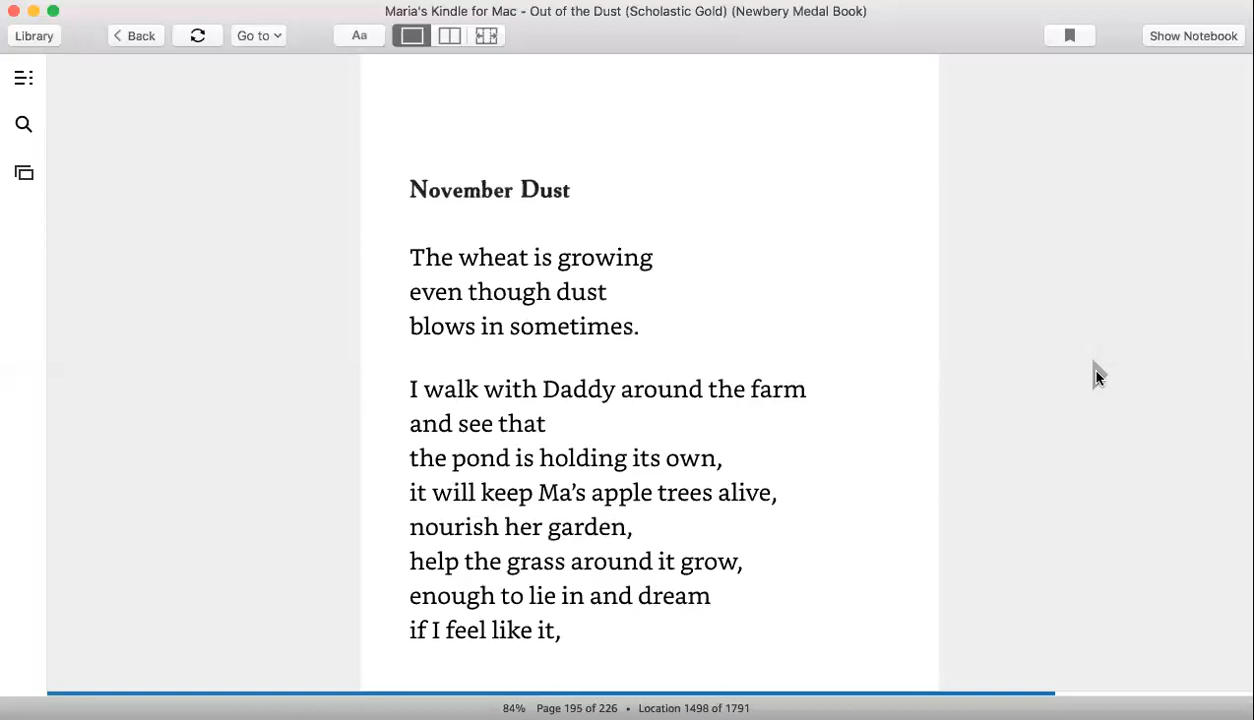 Maria's Kindle for Mac - Out of the Dust (Scholastic Gold) (Newbery Medal Book)
Library
Back
Go to
Aa
Show Notebook
November Dust
The wheat is growing
even though dust
blows in sometimes.
I walk with Daddy around the farm
and see that
the pond is holding its own,
it will keep Ma’s apple trees alive,
nourish her garden,
help the grass around it grow,
enough to lie in and dream
if I feel like it,
84% Page 195 of 226 • Location 1498 of 1791